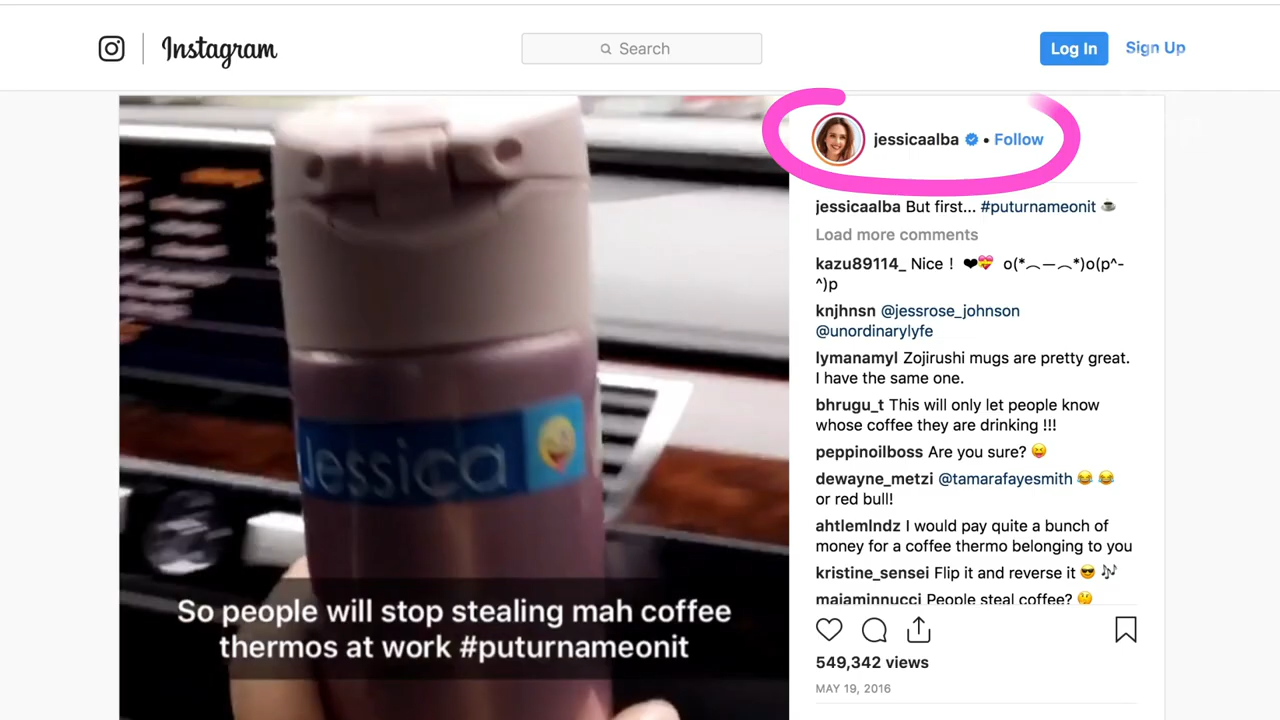 Instagram
Search
Log In
Sign Up
jessicaalba • Follow
jessicaalba But first... #puturnameonit ☕
Load more comments
kazu89114_ Nice！ ❤💝 o(*︵—︵*)o(p^-
^)p
knjhnsn @jessrose_johnson
@unordinarylyfe
lymanamyl Zojirushi mugs are pretty great.
I have the same one.
bhrugu_t This will only let people know
whose coffee they are drinking !!!
peppinoilboss Are you sure? 😜
dewayne_metzi @tamarafayesmith 😂 😂
or red bull!
ahtlemlndz I would pay quite a bunch of
money for a coffee thermo belonging to you
kristine_sensei Flip it and reverse it 😎 🎶
maiaminnucci People steal coffee? 🤔
549,342 views
MAY 19, 2016
Jessica
So people will stop stealing mah coffee
thermos at work #puturnameonit